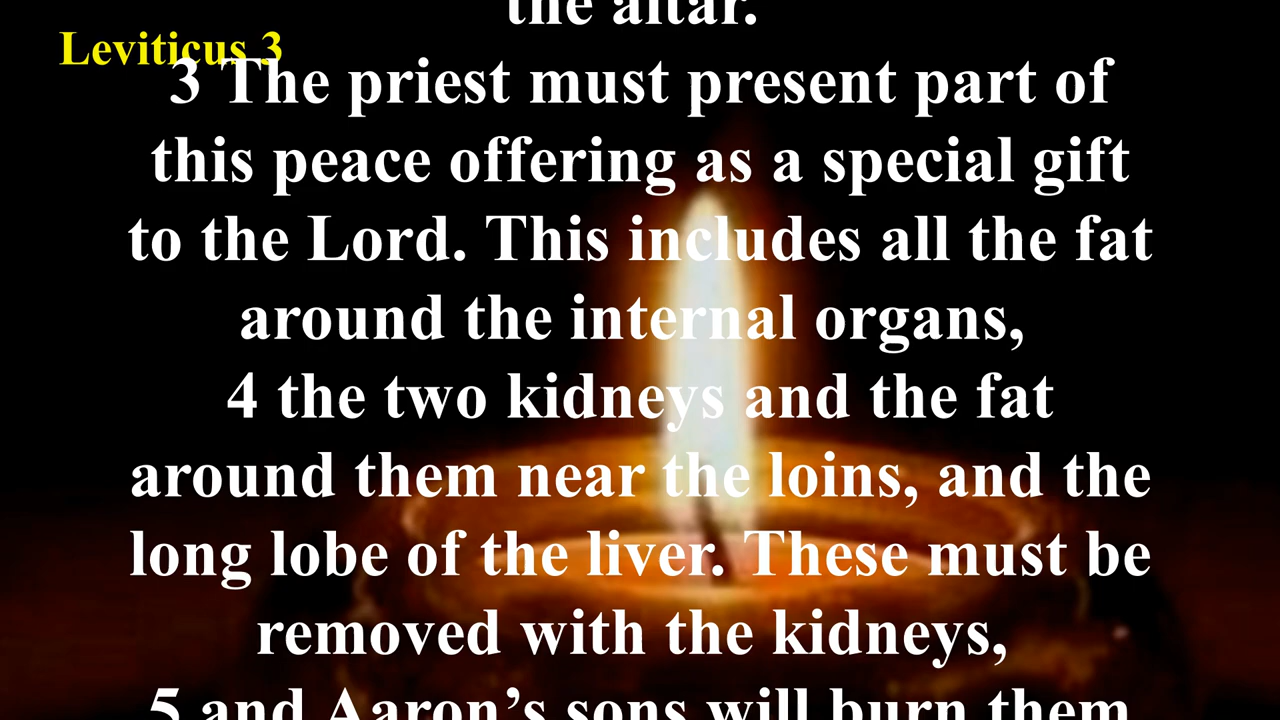 the altar.
Leviticus 3
3 The priest must present part of
this peace offering as a special gift
to the Lord. This includes all the fat
around the internal organs,
4 the two kidneys and the fat
around them near the loins, and the
long lobe of the liver. These must be
removed with the kidneys,
5 and Aaron’s sons will burn them